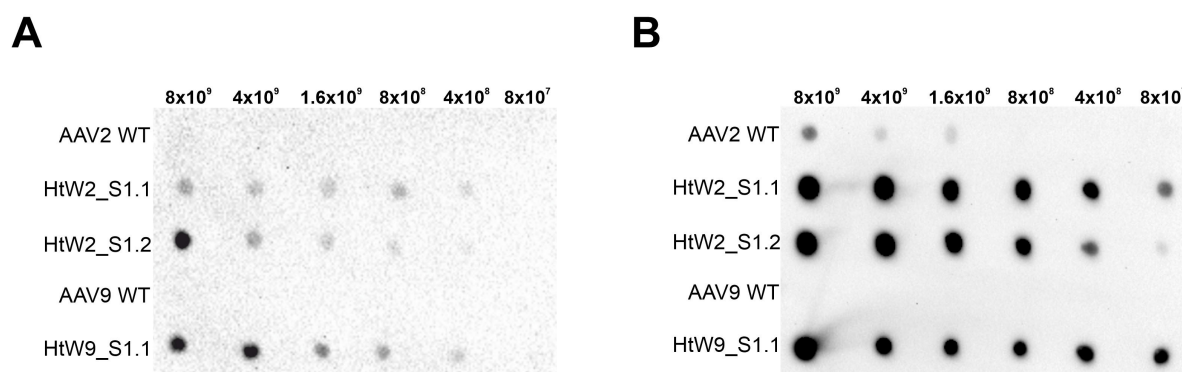 A
B
8x10⁹ 4x10⁹ 1.6x10⁹ 8x10⁸ 4x10⁸ 8x10⁷
AAV2 WT
HtW2_S1.1
HtW2_S1.2
AAV9 WT
HtW9_S1.1
8x10⁹ 4x10⁹ 1.6x10⁹ 8x10⁸ 4x10⁸ 8x10
AAV2 WT
HtW2_S1.1
HtW2_S1.2
AAV9 WT
HtW9_S1.1